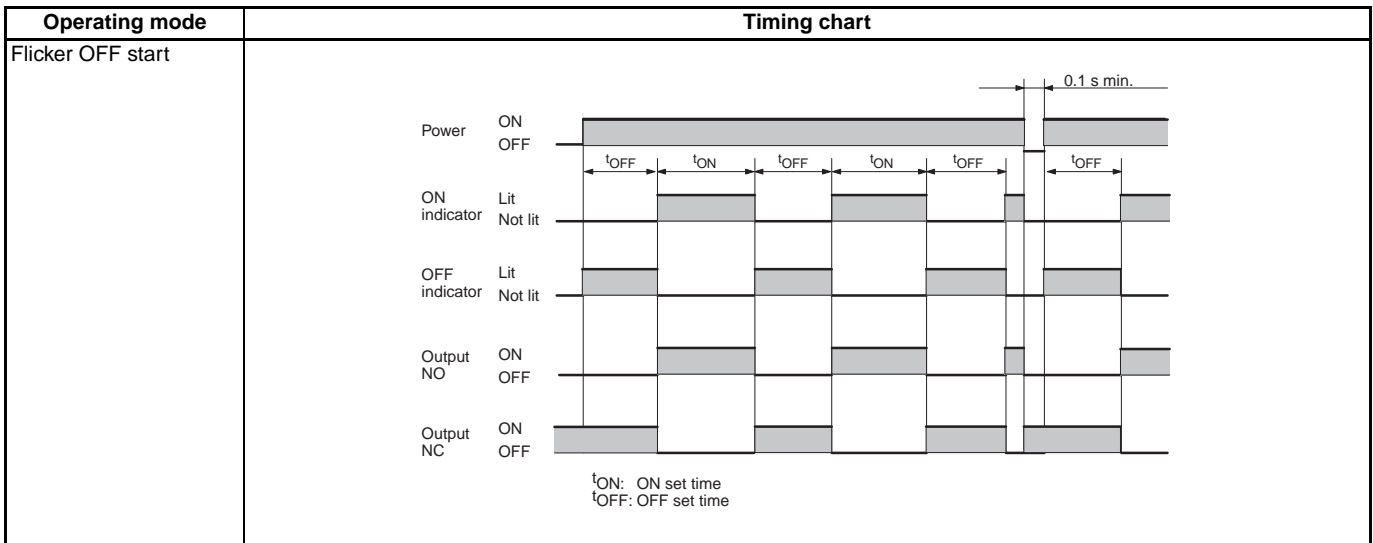 Operating mode
Timing chart
Flicker OFF start
0.1 s min.
Power
ON
OFF
tOFF
tON
tOFF
tON
tOFF
tOFF
ON
indicator
Lit
Not lit
OFF
indicator
Lit
Not lit
Output
NO
ON
OFF
Output
NC
ON
OFF
tON: ON set time
tOFF: OFF set time